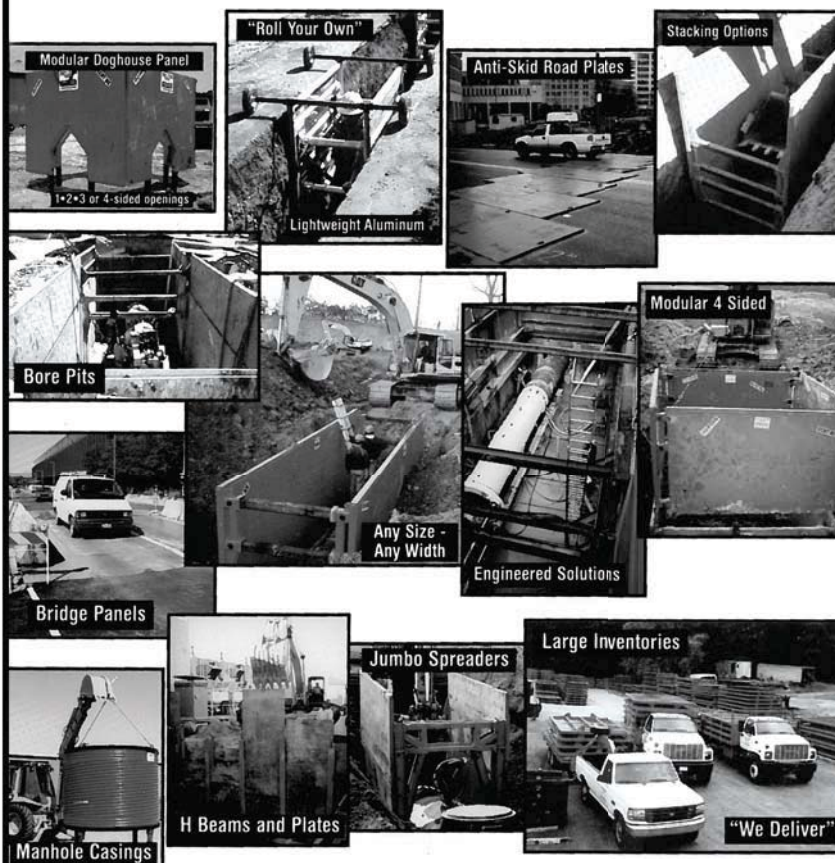 Modular Doghouse Panel
1•2•3 or 4-sided openings
"Roll Your Own"
Lightweight Aluminum
Anti-Skid Road Plates
Stacking Options
Bore Pits
Any Size -
Any Width
Engineered Solutions
Modular 4 Sided
Bridge Panels
Manhole Casings
H Beams and Plates
Jumbo Spreaders
Large Inventories
"We Deliver"